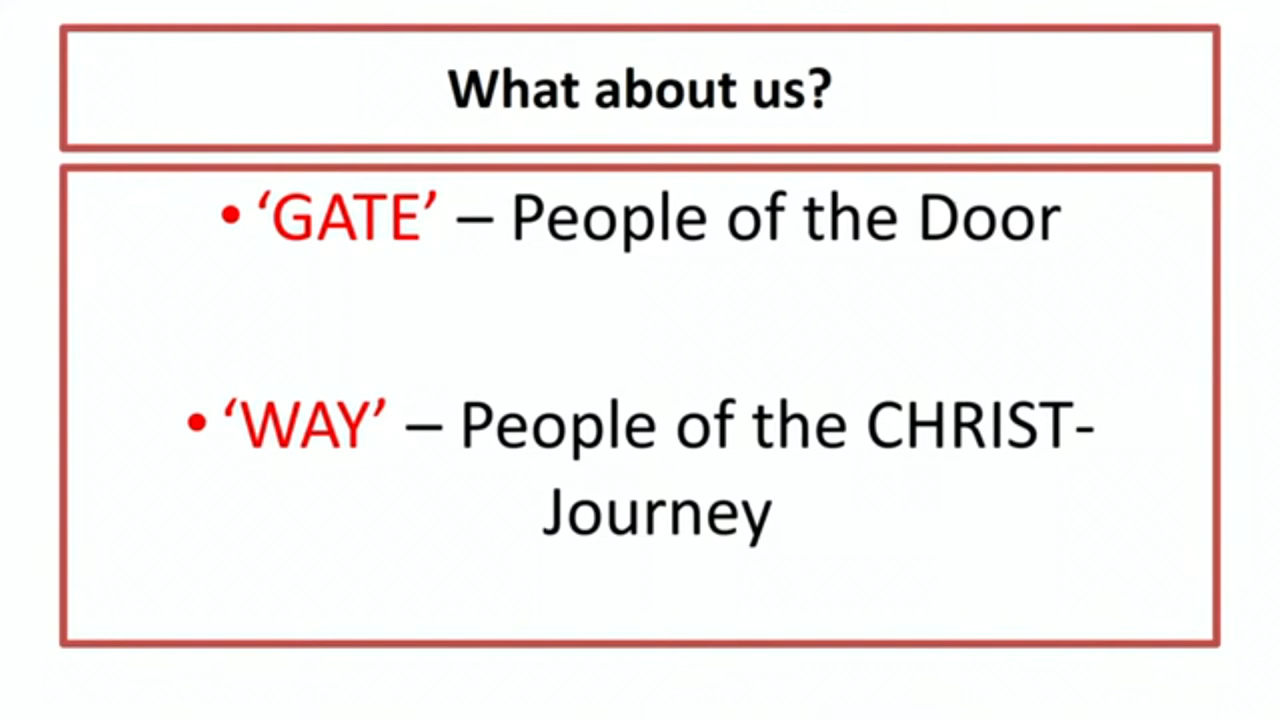 What about us?
• ‘GATE’ – People of the Door
• ‘WAY’ – People of the CHRIST-
Journey